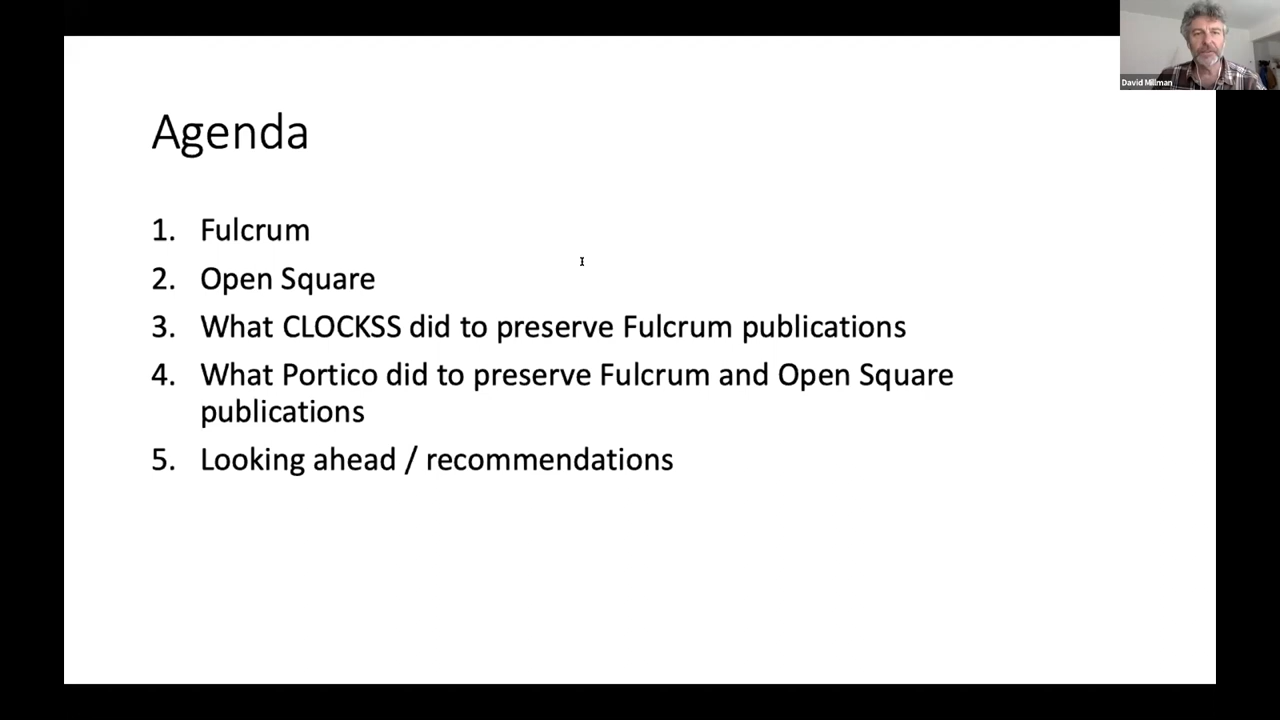 David Millman
Agenda
1. Fulcrum
2. Open Square
3. What CLOCKSS did to preserve Fulcrum publications
4. What Portico did to preserve Fulcrum and Open Square
publications
5. Looking ahead / recommendations